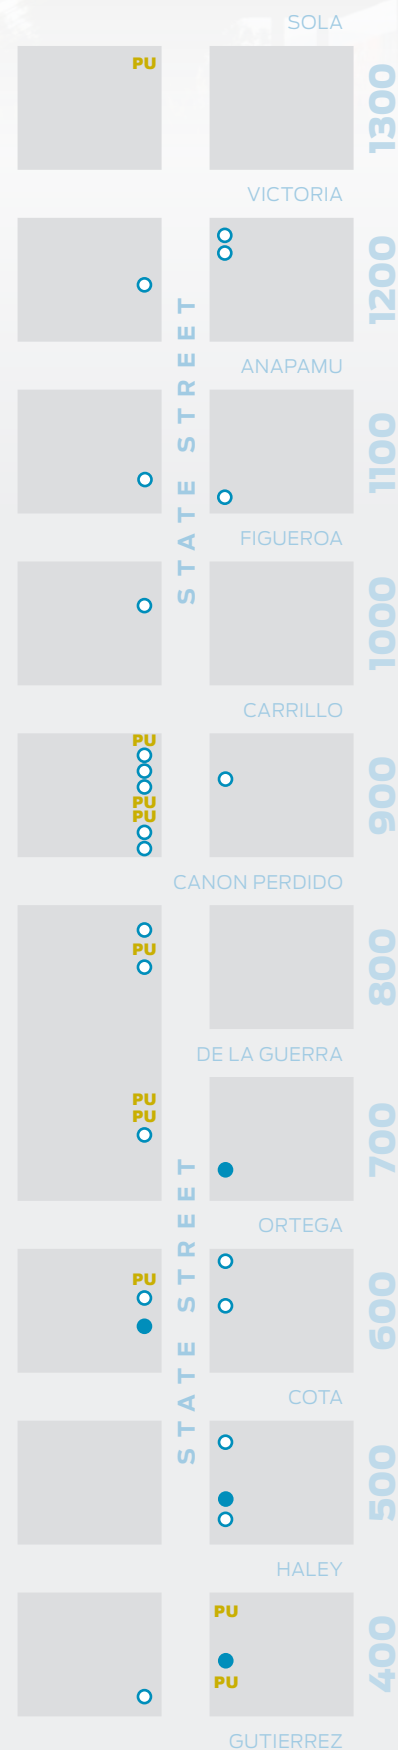 SOLA
PU
1300
VICTORIA
1200
ANAPAMU
STATE STREET
1100
FIGUEROA
1000
CARRILLO
PU
900
PU
PU
CANON PERDIDO
PU
800
DE LA GUERRA
PU
PU
700
STATE STREET
ORTEGA
PU
600
COTA
500
HALEY
PU
400
PU
GUTIERREZ